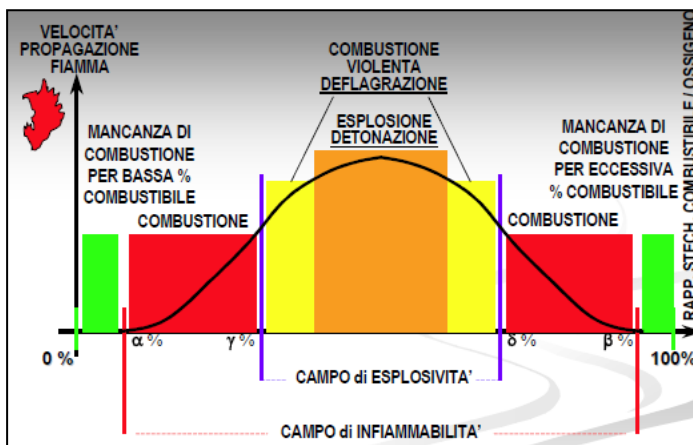 VELOCITA'
PROPAGAZIONE
FIAMMA
COMBUSTIONE
VIOLENTA
DEFLAGRAZIONE
ESPLOSIONE
DETONAZIONE
MANCANZA DI
COMBUSTIONE
PER BASSA %
COMBUSTIBILE
MANCANZA DI
COMBUSTIONE
PER ECCESSIVA
% COMBUSTIBILE
COMBUSTIONE
COMBUSTIONE
RAPP. STECH. COMBUSTIBILE / OSSIGENO
0 %
α %
γ %
δ %
β %
100%
CAMPO di ESPLOSIVITA'
CAMPO di INFIAMMABILITA'